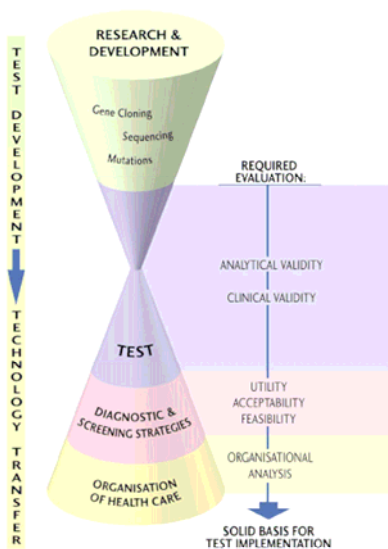 TEST DEVELOPMENT
TECHNOLOGY TRANSFER
RESEARCH &
DEVELOPMENT
Gene Cloning
Sequencing
Mutations
TEST
DIAGNOSTIC &
SCREENING STRATEGIES
ORGANISATION
OF HEALTH CARE
REQUIRED
EVALUATION:
ANALYTICAL VALIDITY
CLINICAL VALIDITY
UTILITY
ACCEPTABILITY
FEASIBILITY
ORGANISATIONAL
ANALYSIS
SOLID BASIS FOR
TEST IMPLEMENTATION